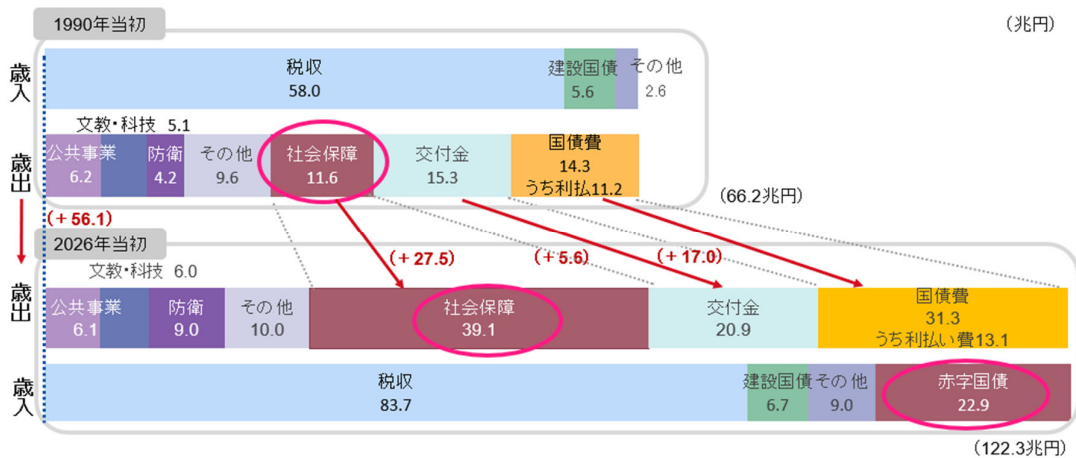 1990年当初
(兆円)
歳入
税収
58.0
建設国債
5.6
その他
2.6
歳出
文教・科技 5.1
公共事業
6.2
防衛
4.2
その他
9.6
社会保障
11.6
交付金
15.3
国債費
14.3
うち利払11.2
(66.2兆円)
(+56.1)
2026年当初
(+27.5)
(+5.6)
(+17.0)
歳出
文教・科技 6.0
公共事業
6.1
防衛
9.0
その他
10.0
社会保障
39.1
交付金
20.9
国債費
31.3
うち利払い費13.1
歳入
税収
83.7
建設国債
6.7
その他
9.0
赤字国債
22.9
(122.3兆円)